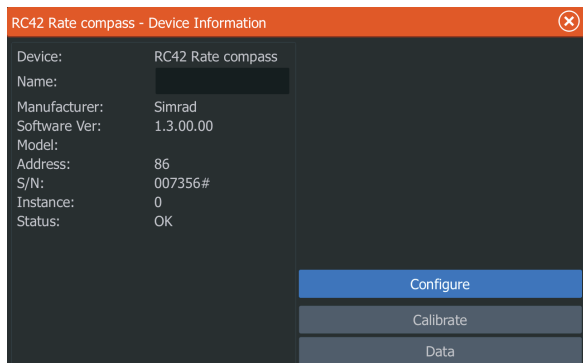 RC42 Rate compass - Device Information
Device: RC42 Rate compass
Name:
Manufacturer: Simrad
Software Ver: 1.3.00.00
Model:
Address: 86
S/N: 007356#
Instance: 0
Status: OK
Configure
Calibrate
Data